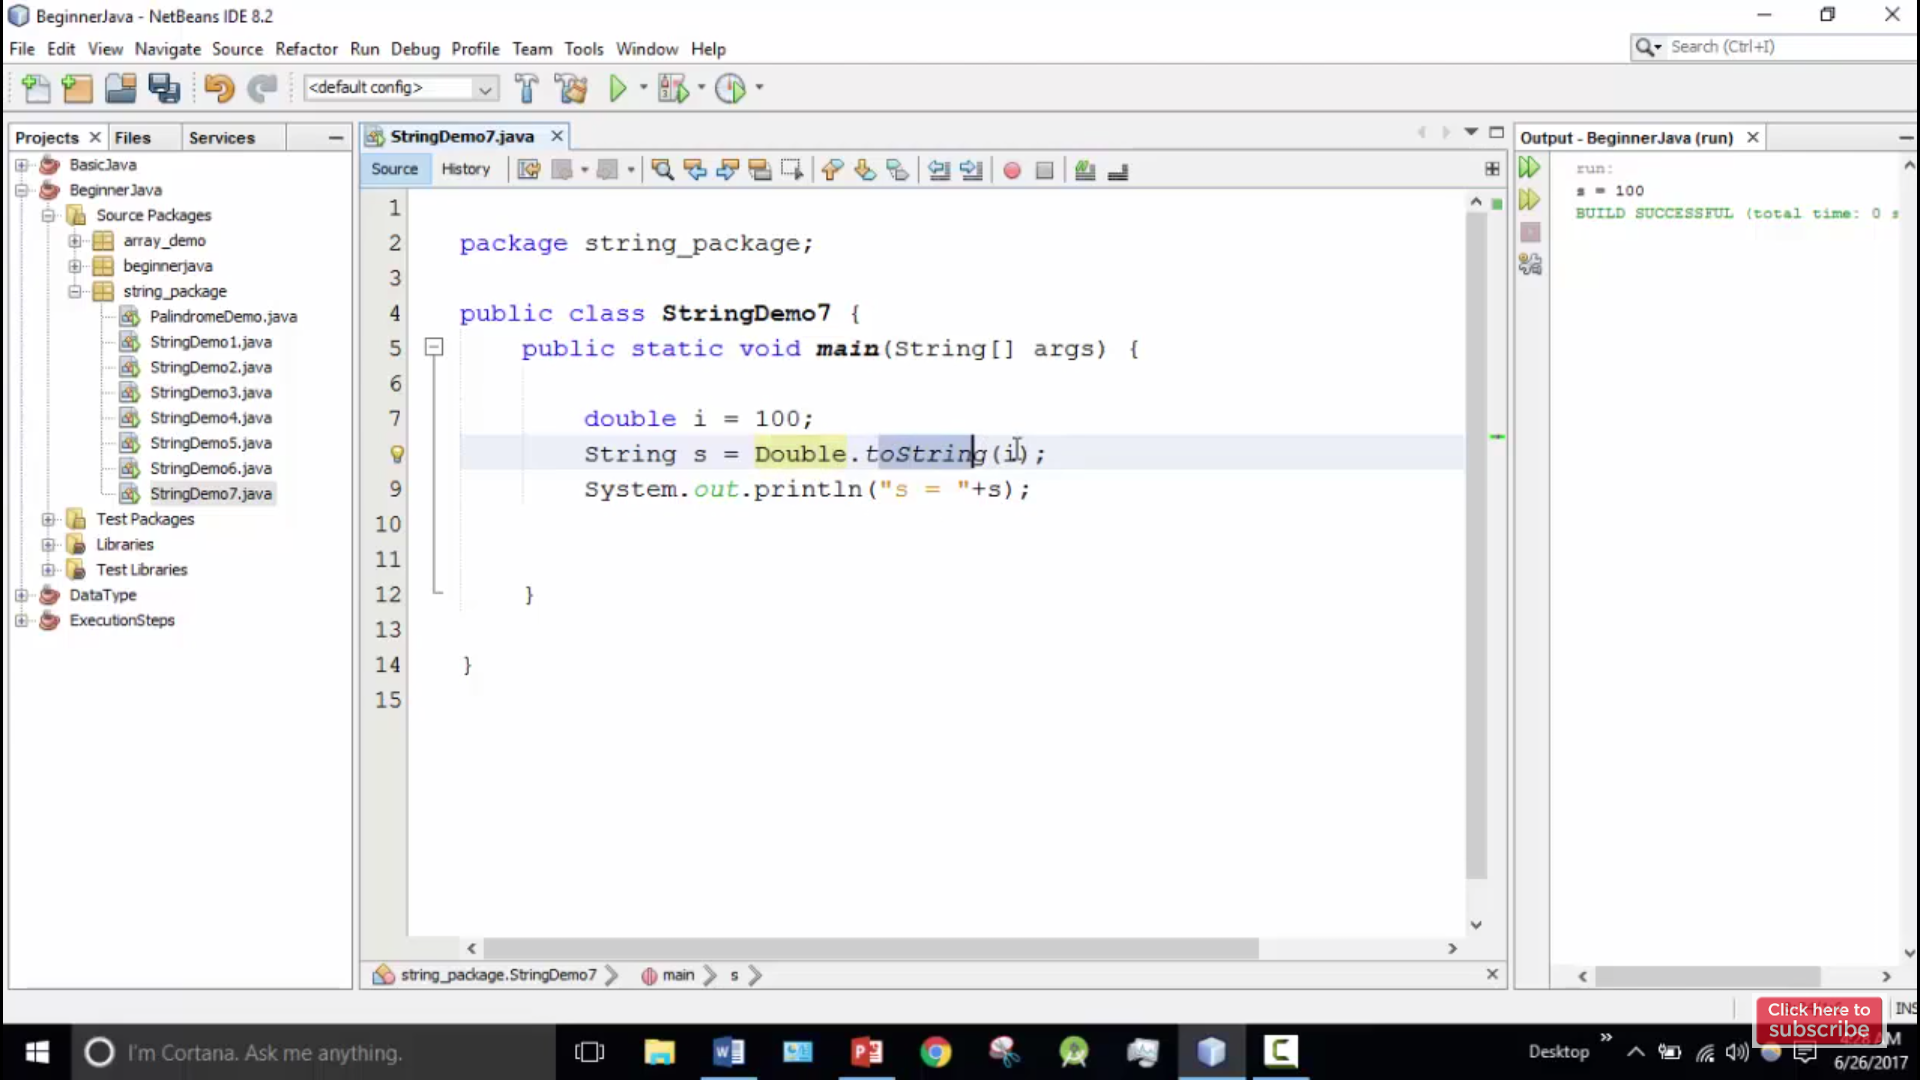 BeginnerJava - NetBeans IDE 8.2
File Edit View Navigate Source Refactor Run Debug Profile Team Tools Window Help
Search (Ctrl+I)
<default config>
Projects Files Services
BasicJava
BeginnerJava
Source Packages
array_demo
beginnerjava
string_package
PalindromeDemo.java
StringDemo1.java
StringDemo2.java
StringDemo3.java
StringDemo4.java
StringDemo5.java
StringDemo6.java
StringDemo7.java
Test Packages
Libraries
Test Libraries
DataType
ExecutionSteps
StringDemo7.java
Source History
1
2 package string_package;
3
4 public class StringDemo7 {
5 public static void main(String[] args) {
6
7 double i = 100;
String s = Double.toString(i);
9 System.out.println("s = "+s);
10
11
12 }
13
14 }
15
string_package.StringDemo7 main s
Output - BeginnerJava (run)
run:
s = 100
BUILD SUCCESSFUL (total time: 0 s
INS
Click here to
subscribe
I'm Cortana. Ask me anything.
Desktop
6/26/2017